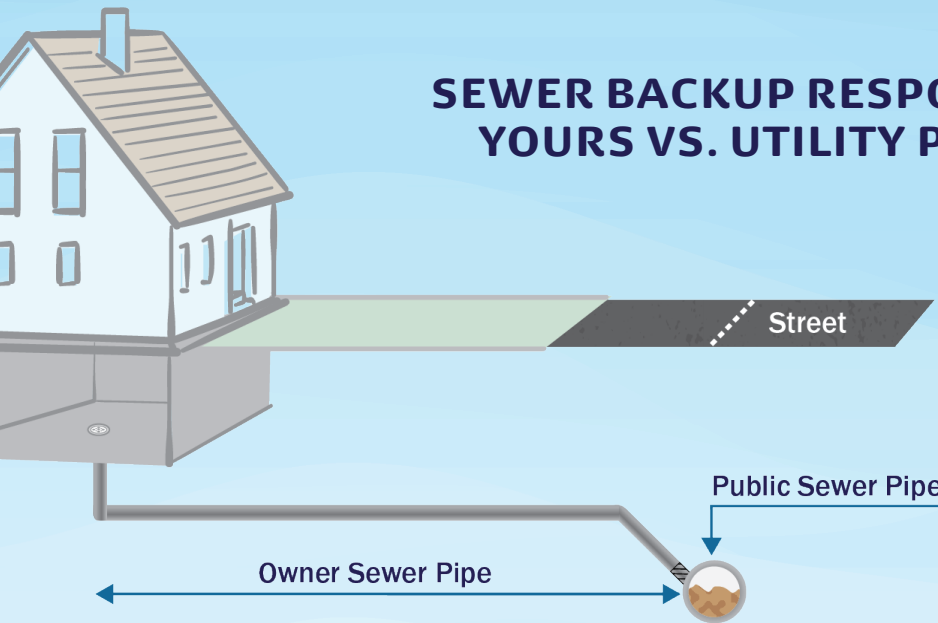 SEWER BACKUP RESPO
YOURS VS. UTILITY P
Street
Public Sewer Pipe
Owner Sewer Pipe